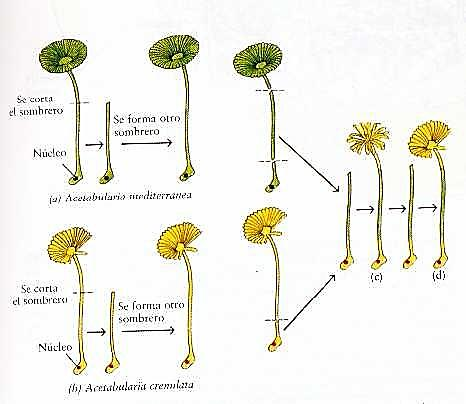 Se corta
el sombrero
Se forma otro
sombrero
Núcleo
(a) Acetabularia mediterránea
Se corta
el sombrero
Se forma otro
sombrero
Núcleo
(b) Acetabularia crenulata
(c)
(d)